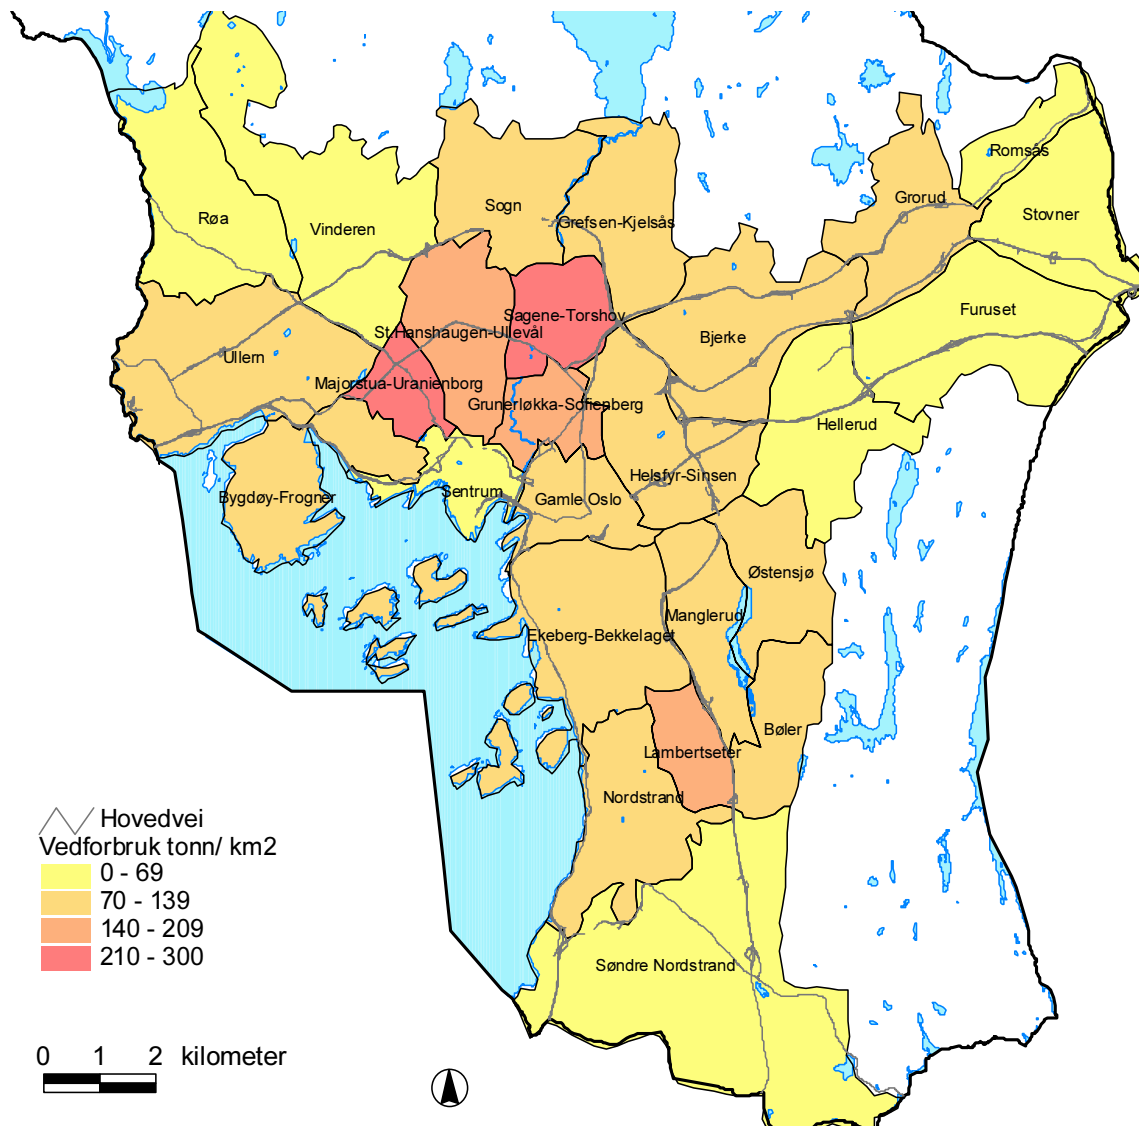 Romsås
Grorud
Sogn
Røa
Grefsen-Kjelsås
Stovner
Vinderen
Furuset
Sagene-Torshov
St.Hanshaugen-Ullevål
Bjerke
Ullern
Majorstua-Uranienborg
Grunerløkka-Sofienberg
Hellerud
Helsfyr-Sinsen
Sentrum
Bygdøy-Frogner
Gamle Oslo
Østensjø
Manglerud
Ekeberg-Bekkelaget
Bøler
Lambertseter
Nordstrand
Søndre Nordstrand
Hovedvei
Vedforbruk tonn/ km2
0 - 69
70 - 139
140 - 209
210 - 300
0 1 2 kilometer